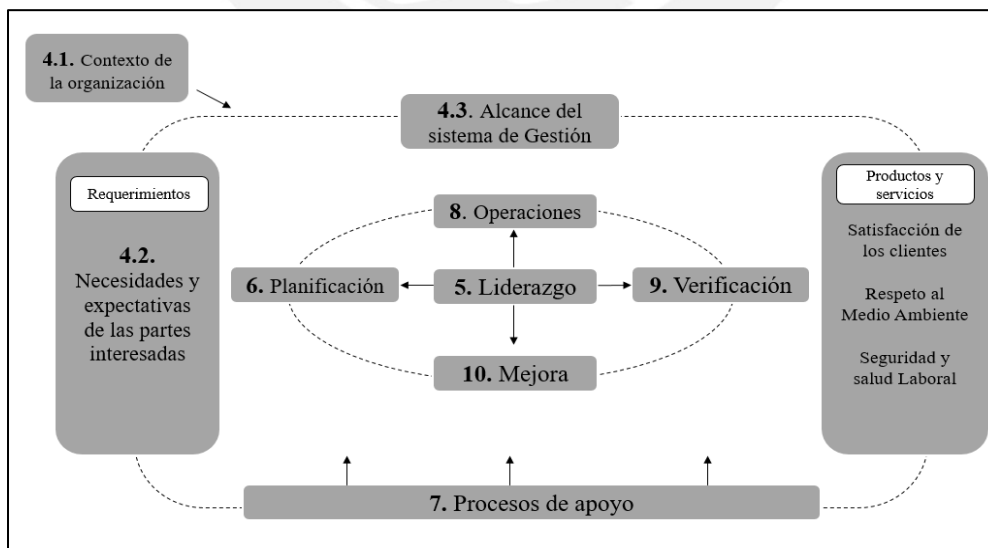 4.1. Contexto de
la organización
4.3. Alcance del
sistema de Gestión
Requerimientos
4.2.
Necesidades y
expectativas
de las partes
interesadas
8. Operaciones
6. Planificación
5. Liderazgo
9. Verificación
10. Mejora
Productos y
servicios
Satisfacción de
los clientes
Respeto al
Medio Ambiente
Seguridad y
salud Laboral
7. Procesos de apoyo